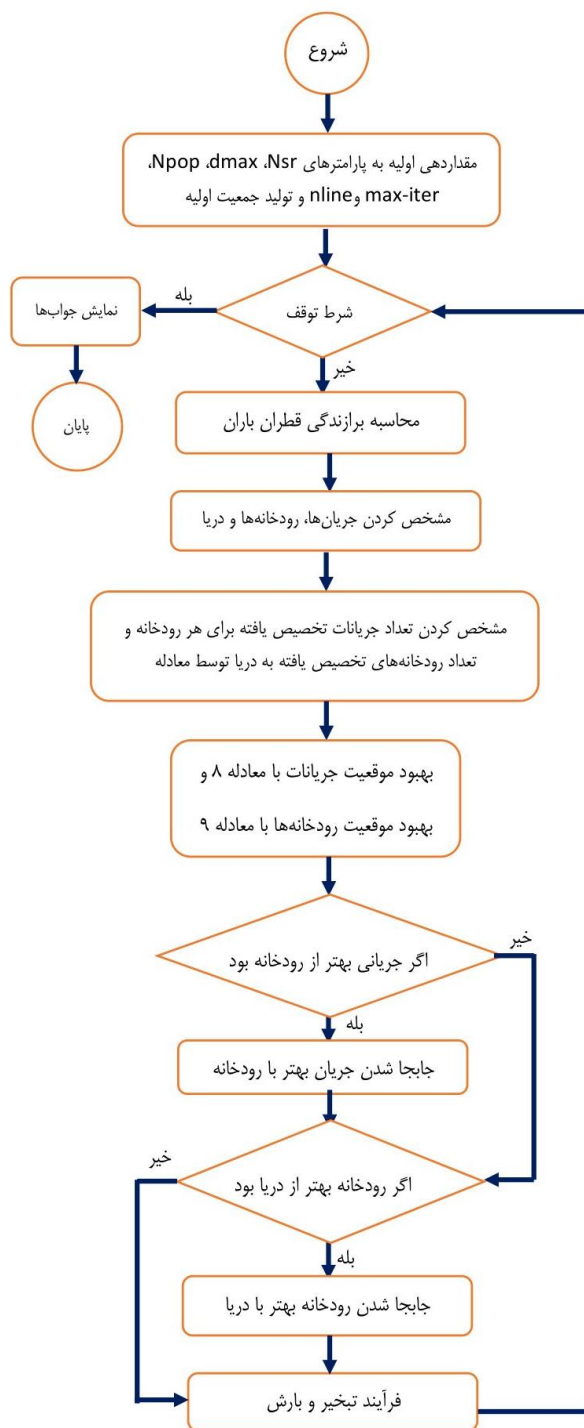 شروع
مقداردهی اولیه به پارامترهای Npop ،dmax ،Nsr،
max-iter وnline و تولید جمعیت اولیه
شرط توقف
بله
نمایش جواب‌ها
پایان
خیر
محاسبه برازندگی قطران باران
مشخص کردن جریان‌ها، رودخانه‌ها و دریا
مشخص کردن تعداد جریانات تخصیص یافته برای هر رودخانه و
تعداد رودخانه‌های تخصیص یافته به دریا توسط معادله
بهبود موقعیت جریانات با معادله ۸ و
بهبود موقعیت رودخانه‌ها با معادله ۹
اگر جریانی بهتر از رودخانه بود
خیر
بله
جابجا شدن جریان بهتر با رودخانه
اگر رودخانه بهتر از دریا بود
خیر
بله
جابجا شدن رودخانه بهتر با دریا
فرآیند تبخیر و بارش